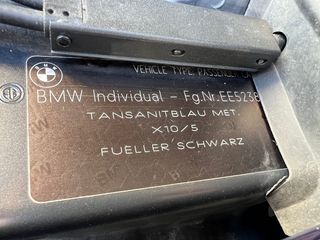 VEHICLE TYPE: PASSENGER
BMW Individual - Fg.Nr.EE5238
TANSANITBLAU MET.
X10/5
FUELLER SCHWARZ